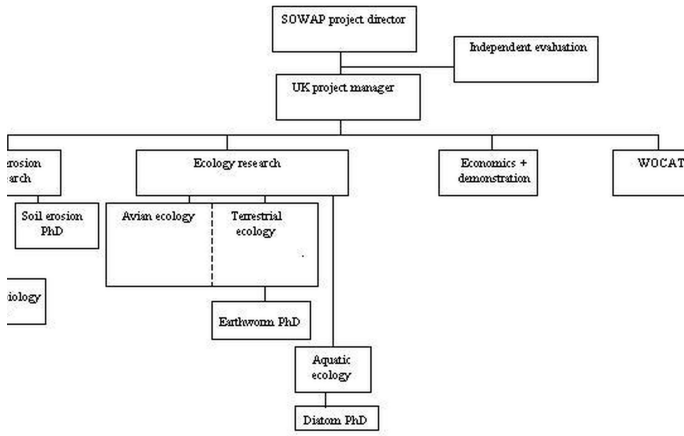 SOWAP project director
Independent evaluation
UK project manager
erosion
arch
Ecology research
Economics +
demonstration
WOCAT
Soil erosion
PhD
Avian ecology
Terrestrial
ecology
iology
Earthworm PhD
Aquatic
ecology
Diatom PhD